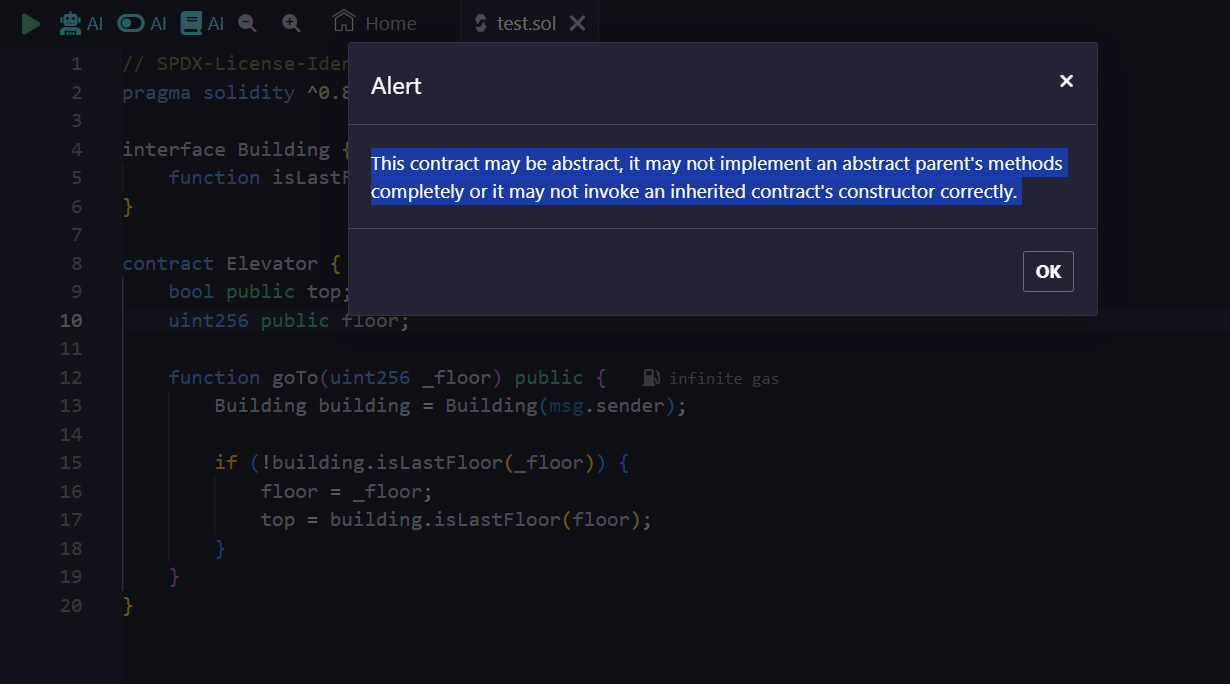 AI AI AI Home test.sol
1 // SPDX-License-Iden
2 pragma solidity ^0.8
3
4 interface Building {
5 function isLastF
6 }
7
8 contract Elevator {
9 bool public top;
10 uint256 public floor;
11
12 function goTo(uint256 _floor) public { infinite gas
13 Building building = Building(msg.sender);
14
15 if (!building.isLastFloor(_floor)) {
16 floor = _floor;
17 top = building.isLastFloor(floor);
18 }
19 }
20 }
Alert
This contract may be abstract, it may not implement an abstract parent's methods
completely or it may not invoke an inherited contract's constructor correctly.
OK